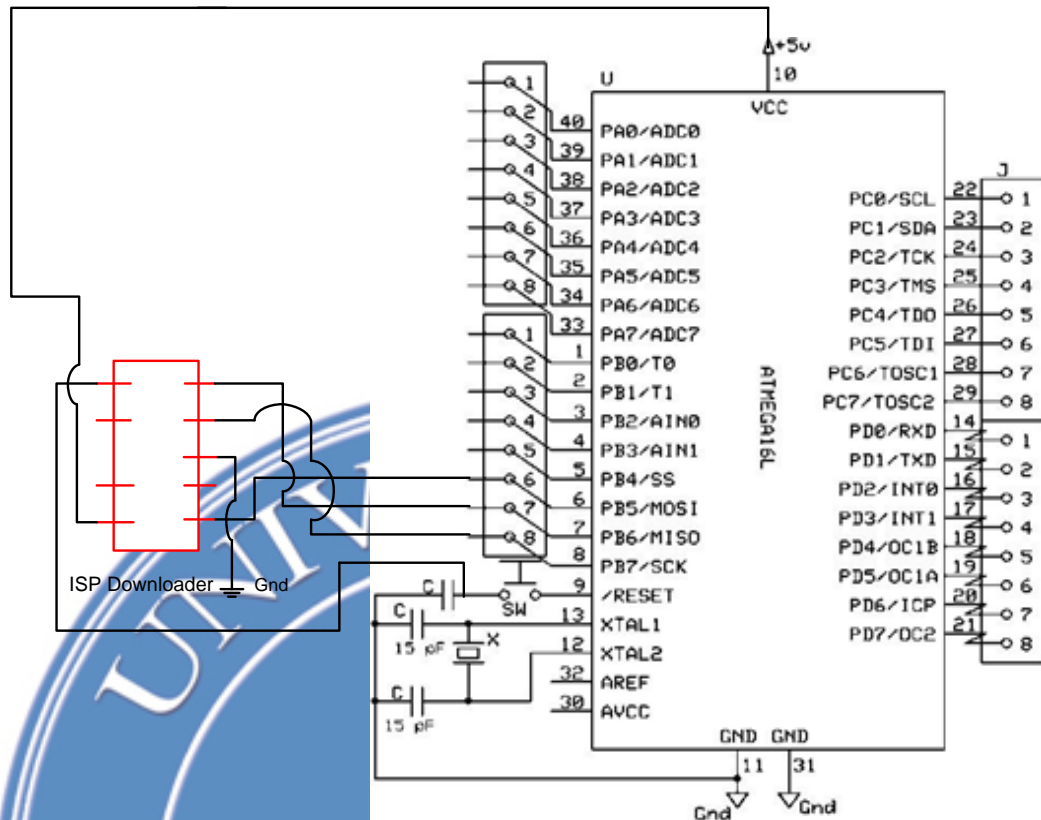 +5v
10
U
VCC
1
2
3
4
5
6
7
8
40 PA0/ADC0
39 PA1/ADC1
38 PA2/ADC2
37 PA3/ADC3
36 PA4/ADC4
35 PA5/ADC5
34 PA6/ADC6
33 PA7/ADC7
1
2
3
4
5
6
7
8
1 PB0/T0
2 PB1/T1
3 PB2/AIN0
4 PB3/AIN1
5 PB4/SS
6 PB5/MOSI
7 PB6/MISO
8 PB7/SCK
9 /RESET
13 XTAL1
12 XTAL2
32 AREF
30 AVCC
ATMEGA16L
J
PC0/SCL 22 1
PC1/SDA 23 2
PC2/TCK 24 3
PC3/TMS 25 4
PC4/TDO 26 5
PC5/TDI 27 6
PC6/TOSC1 28 7
PC7/TOSC2 29 8
PD0/RXD 14 1
PD1/TXD 15 2
PD2/INT0 16 3
PD3/INT1 17 4
PD4/OC1B 18 5
PD5/OC1A 19 6
PD6/ICP 20 7
PD7/OC2 21 8
ISP Downloader Gnd
C
SW
C
15 pF
X
C
15 pF
GND GND
11 31
Gnd Gnd
UNIV